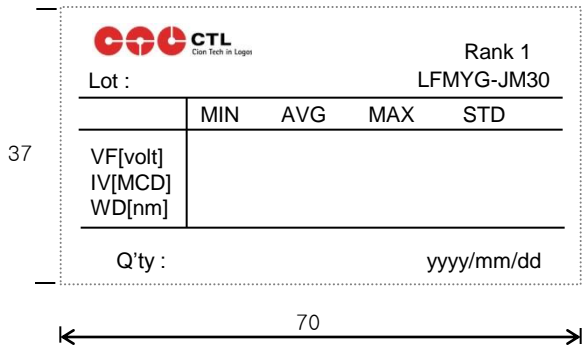 CTL
Cion Tech in Logos
Rank 1
Lot : LFMYG-JM30
MIN AVG MAX STD
VF[volt]
IV[MCD]
WD[nm]
Q'ty : yyyy/mm/dd
37
70